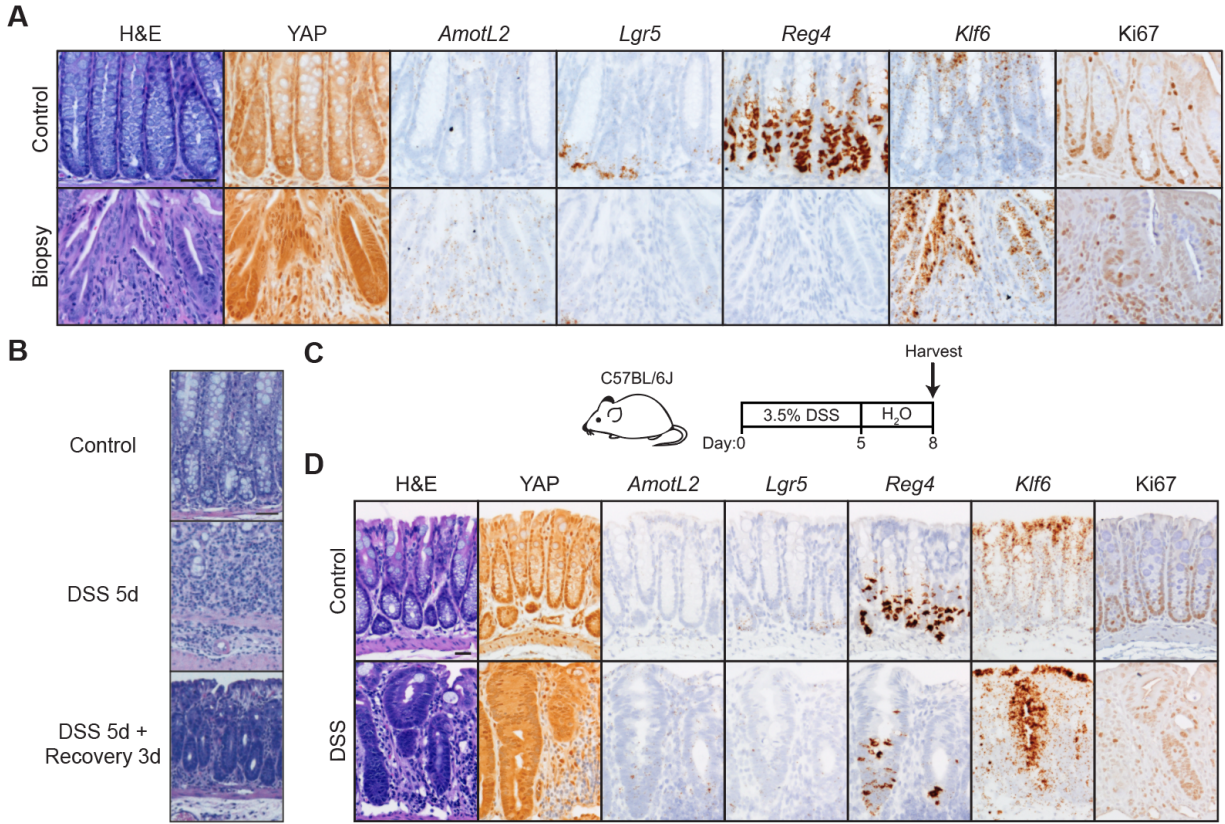 A
H&E YAP AmotL2 Lgr5 Reg4 Klf6 Ki67
Control
Biopsy
B
Control
DSS 5d
DSS 5d +
Recovery 3d
C
Harvest
C57BL/6J
3.5% DSS H₂O
Day:0 5 8
D
H&E YAP AmotL2 Lgr5 Reg4 Klf6 Ki67
Control
DSS